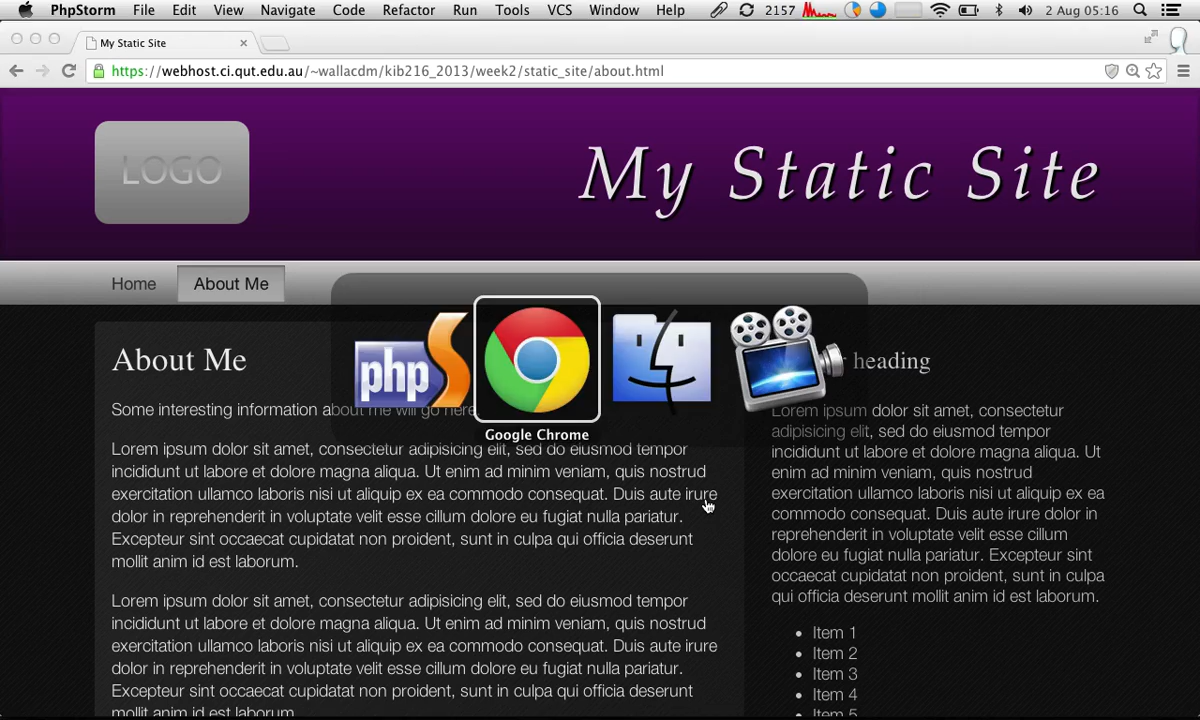 PhpStorm File Edit View Navigate Code Refactor Run Tools VCS Window Help 2157 2 Aug 05:16
My Static Site
https://webhost.ci.qut.edu.au/~wallacdm/kib216_2013/week2/static_site/about.html
LOGO
My Static Site
Home About Me
php S
Google Chrome
About Me
Some interesting information about me will go here.
Lorem ipsum dolor sit amet, consectetur adipisicing elit, sed do eiusmod tempor
incididunt ut labore et dolore magna aliqua. Ut enim ad minim veniam, quis nostrud
exercitation ullamco laboris nisi ut aliquip ex ea commodo consequat. Duis aute irure
dolor in reprehenderit in voluptate velit esse cillum dolore eu fugiat nulla pariatur.
Excepteur sint occaecat cupidatat non proident, sunt in culpa qui officia deserunt
mollit anim id est laborum.
Lorem ipsum dolor sit amet, consectetur adipisicing elit, sed do eiusmod tempor
incididunt ut labore et dolore magna aliqua. Ut enim ad minim veniam, quis nostrud
exercitation ullamco laboris nisi ut aliquip ex ea commodo consequat. Duis aute irure
dolor in reprehenderit in voluptate velit esse cillum dolore eu fugiat nulla pariatur.
Excepteur sint occaecat cupidatat non proident, sunt in culpa qui officia deserunt
mollit anim id est laborum.
heading
Lorem ipsum dolor sit amet, consectetur
adipisicing elit, sed do eiusmod tempor
incididunt ut labore et dolore magna aliqua. Ut
enim ad minim veniam, quis nostrud
exercitation ullamco laboris nisi ut aliquip ex ea
commodo consequat. Duis aute irure dolor in
reprehenderit in voluptate velit esse cillum
dolore eu fugiat nulla pariatur. Excepteur sint
occaecat cupidatat non proident, sunt in culpa
qui officia deserunt mollit anim id est laborum.
Item 1
Item 2
Item 3
Item 4
Item 5